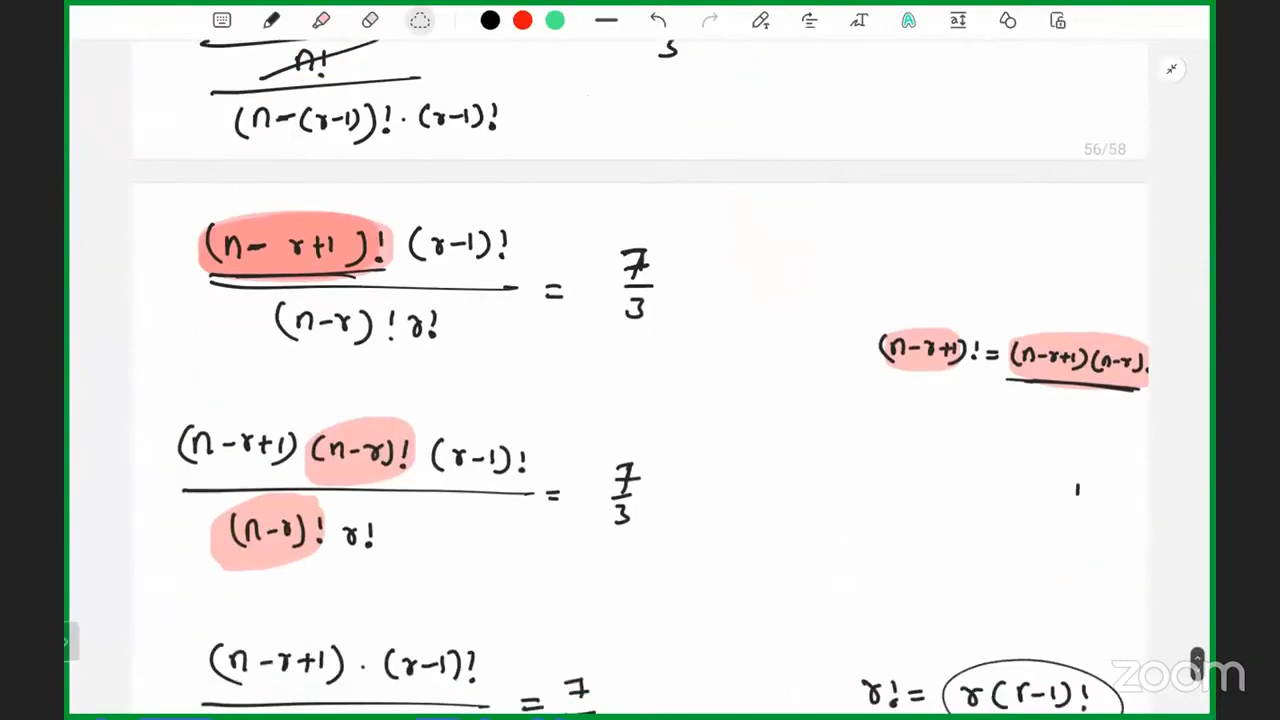 n!
3
(n-(r-1))! · (r-1)!
56/58
(n- r+1)! (r-1)!
(n-r)! r!
= 7/3
(n-r+1)! = (n-r+1)(n-r)
(n-r+1) (n-r)! (r-1)!
(n-r)! r!
= 7/3
(n-r+1) · (r-1)!
= 7
r! = r(r-1)!
zoom